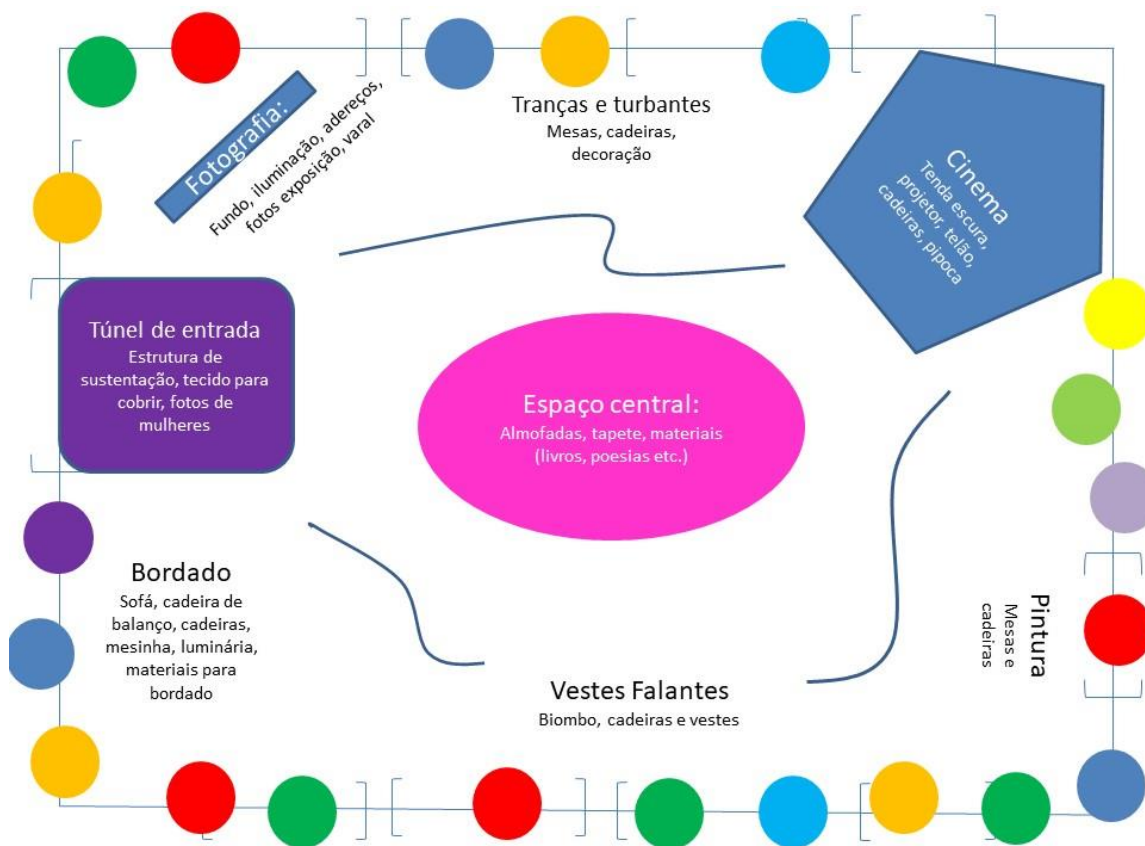 Fotografia:
Fundo, iluminação, adereços,
fotos exposição, varal
Tranças e turbantes
Mesas, cadeiras,
decoração
Cinema
Tenda escura,
projetor, telão,
cadeiras, pipoca
Túnel de entrada
Estrutura de
sustentação, tecido para
cobrir, fotos de
mulheres
Espaço central:
Almofadas, tapete, materiais
(livros, poesias etc.)
Bordado
Sofá, cadeira de
balanço, cadeiras,
mesinha, luminária,
materiais para
bordado
Vestes Falantes
Biombo, cadeiras e vestes
Pintura
Mesas e
cadeiras